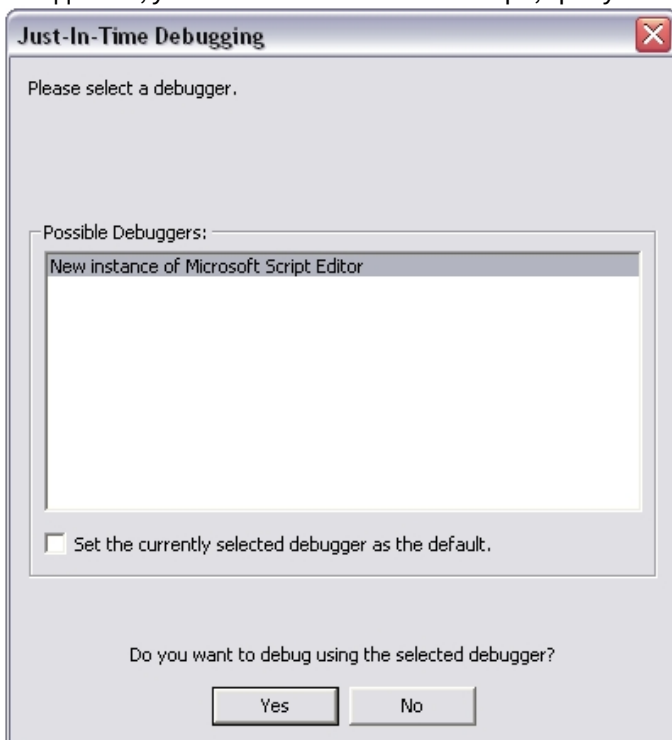 Just-In-Time Debugging
Please select a debugger.
Possible Debuggers:
New instance of Microsoft Script Editor
Set the currently selected debugger as the default.
Do you want to debug using the selected debugger?
Yes No